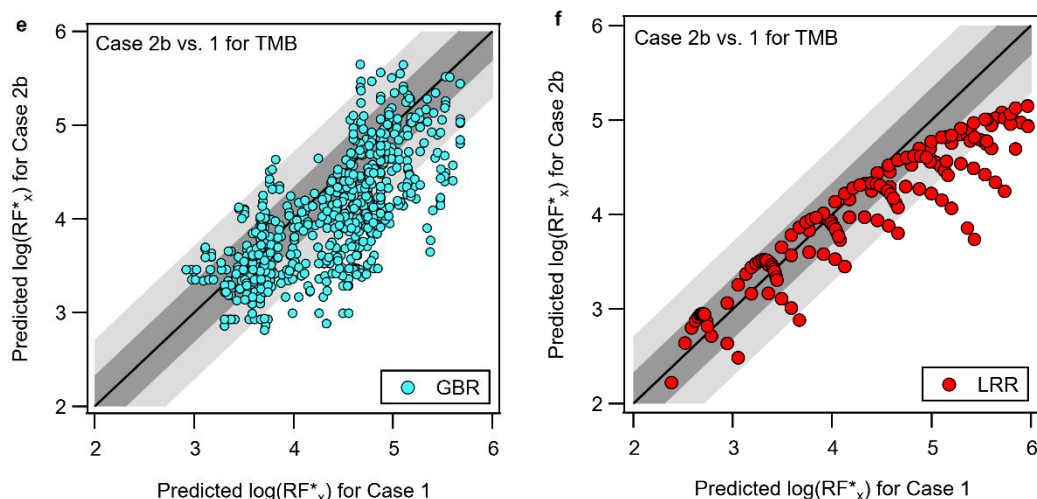 e
Case 2b vs. 1 for TMB
Predicted log(RF*x) for Case 2b
6
5
4
3
2
GBR
2 3 4 5 6
Predicted log(RF*x) for Case 1
f
Case 2b vs. 1 for TMB
Predicted log(RF*x) for Case 2b
6
5
4
3
2
LRR
2 3 4 5 6
Predicted log(RF*x) for Case 1